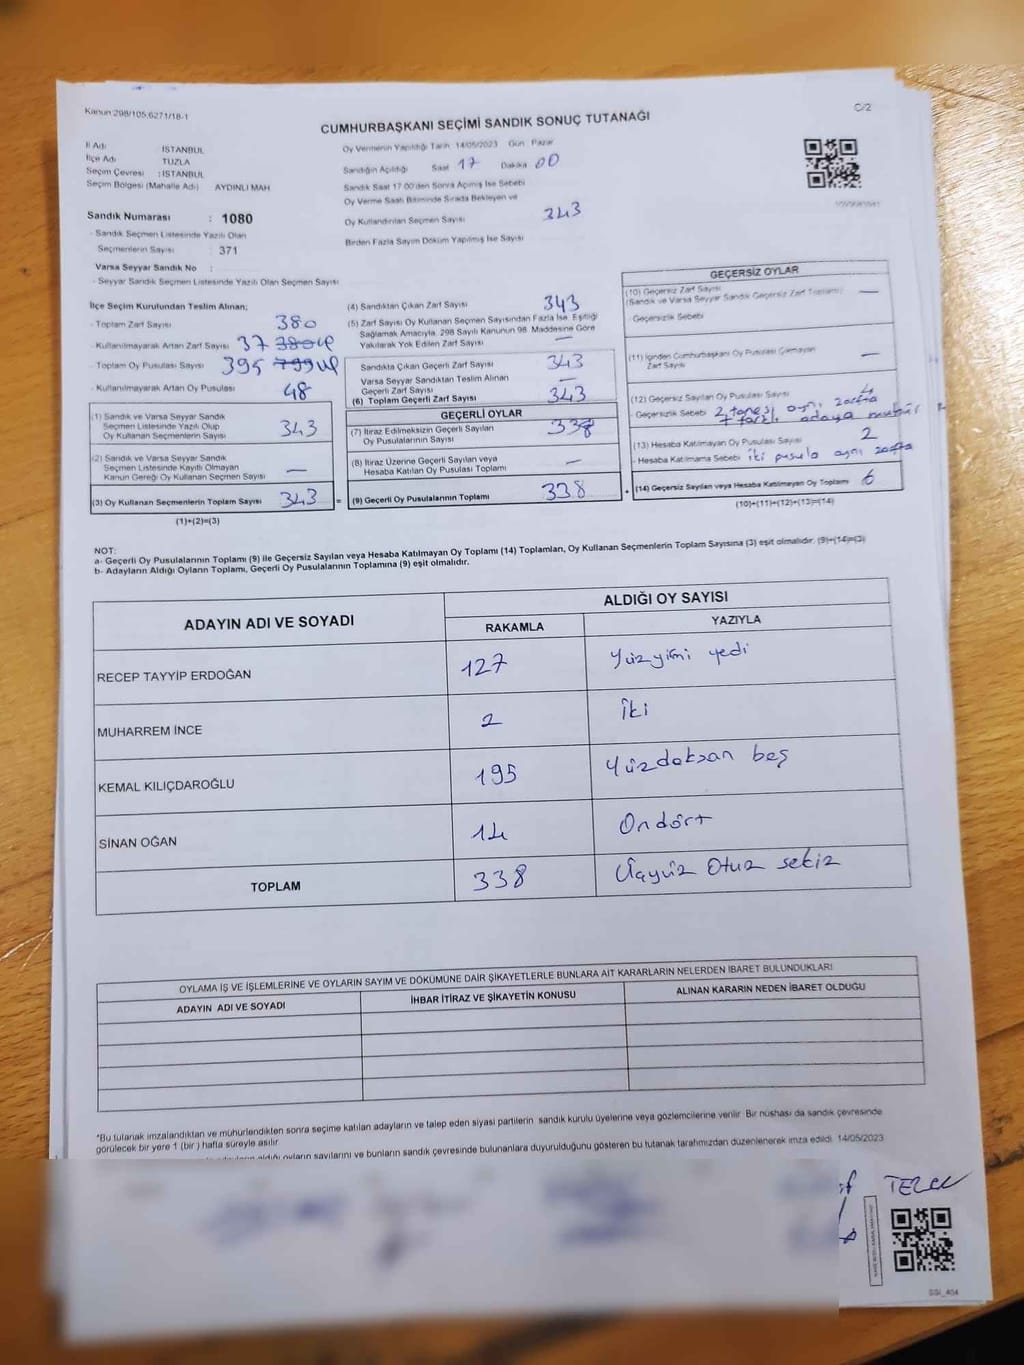 Kanun:298/105,6271/18-1
C/2
CUMHURBAŞKANI SEÇİMİ SANDIK SONUÇ TUTANAĞI
İl Adı İSTANBUL
İlçe Adı TUZLA
Seçim Çevresi : İSTANBUL
Seçim Bölgesi (Mahalle Adı) AYDINLI MAH
Sandık Numarası : 1080
- Sandık Seçmen Listesinde Yazılı Olan
Seçmenlerin Sayısı : 371
Varsa Seyyar Sandık No :
- Seyyar Sandık Seçmen Listesinde Yazılı Olan Seçmen Sayısı
Oy Vermenin Yapıldığı Tarih 14/05/2023 Gün Pazar
Sandığın Açıldığı Saat 17 Dakika 00
Sandık Saat 17.00'den Sonra Açılmış İse Sebebi
Oy Verme Saati Bitiminde Sırada Bekleyen ve
Oy Kullandırılan Seçmen Sayısı 343
Birden Fazla Sayım Döküm Yapılmış İse Sayısı
İlçe Seçim Kurulundan Teslim Alınan;
- Toplam Zarf Sayısı 380
- Kullanılmayarak Artan Zarf Sayısı 37 380
- Toplam Oy Pusulası Sayısı 395 799
- Kullanılmayarak Artan Oy Pusulası 48
(1) Sandık ve Varsa Seyyar Sandık
Seçmen Listesinde Yazılı Olup
Oy Kullanan Seçmenlerin Sayısı 343
(2) Sandık ve Varsa Seyyar Sandık
Seçmen Listesinde Kayıtlı Olmayan
Kanun Gereği Oy Kullanan Seçmen Sayısı —
(3) Oy Kullanan Seçmenlerin Toplam Sayısı 343 =
(1)+(2)=(3)
(4) Sandıktan Çıkan Zarf Sayısı 343
(5) Zarf Sayısı Oy Kullanan Seçmen Sayısından Fazla İse, Eşitliği
Sağlamak Amacıyla, 298 Sayılı Kanunun 98. Maddesine Göre
Yakılarak Yok Edilen Zarf Sayısı —
Sandıkta Çıkan Geçerli Zarf Sayısı 343
Varsa Seyyar Sandıktan Teslim Alınan
Geçerli Zarf Sayısı —
(6) Toplam Geçerli Zarf Sayısı 343
GEÇERLİ OYLAR
(7) İtiraz Edilmeksizin Geçerli Sayılan
Oy Pusulalarının Sayısı 338
(8) İtiraz Üzerine Geçerli Sayılan veya
Hesaba Katılan Oy Pusulası Toplamı —
(9) Geçerli Oy Pusulalarının Toplamı 338 +
GEÇERSİZ OYLAR
(10) Geçersiz Zarf Sayısı —
(Sandık ve Varsa Seyyar Sandık Geçersiz Zarf Toplamı)
- Geçersizlik Sebebi
(11) İçinden Cumhurbaşkanı Oy Pusulası Çıkmayan
Zarf Sayısı —
(12) Geçersiz Sayılan Oy Pusulası Sayısı 4
- Geçersizlik Sebebi 2 tanesi aynı zarfta
adaya mühür
(13) Hesaba Katılmayan Oy Pusulası Sayısı 2
- Hesaba Katılmama Sebebi iki pusula aynı zarfta
(14) Geçersiz Sayılan veya Hesaba Katılmayan Oy Toplamı 6
(10)+(11)+(12)+(13)=(14)
NOT:
a- Geçerli Oy Pusulalarının Toplamı (9) ile Geçersiz Sayılan veya Hesaba Katılmayan Oy Toplamı (14) Toplamları, Oy Kullanan Seçmenlerin Toplam Sayısına (3) eşit olmalıdır. (9)+(14)=(3)
b- Adayların Aldığı Oyların Toplamı, Geçerli Oy Pusulalarının Toplamına (9) eşit olmalıdır.
ADAYIN ADI VE SOYADI ALDIĞI OY SAYISI
RAKAMLA YAZIYLA
RECEP TAYYİP ERDOĞAN 127 Yüzyirmi yedi
MUHARREM İNCE 2 İki
KEMAL KILIÇDAROĞLU 195 Yüzdoksan beş
SİNAN OĞAN 14 Ondört
TOPLAM 338 Üçyüz Otuz sekiz
OYLAMA İŞ VE İŞLEMLERİNE VE OYLARIN SAYIM VE DÖKÜMÜNE DAİR ŞİKAYETLERLE BUNLARA AİT KARARLARIN NELERDEN İBARET BULUNDUKLARI
ADAYIN ADI VE SOYADI İHBAR İTİRAZ VE ŞİKAYETİN KONUSU ALINAN KARARIN NEDEN İBARET OLDUĞU
*Bu tutanak imzalandıktan ve mühürlendikten sonra seçime katılan adayların ve talep eden siyasi partilerin sandık kurulu üyelerine veya gözlemcilerine verilir. Bir nüshası da sandık çevresinde
görülecek bir yere 1 (bir) hafta süreyle asılır.
aldığı oyların sayılarını ve bunların sandık çevresinde bulunanlara duyurulduğunu gösteren bu tutanak tarafımızdan düzenlenerek imza edildi. 14/05/2023